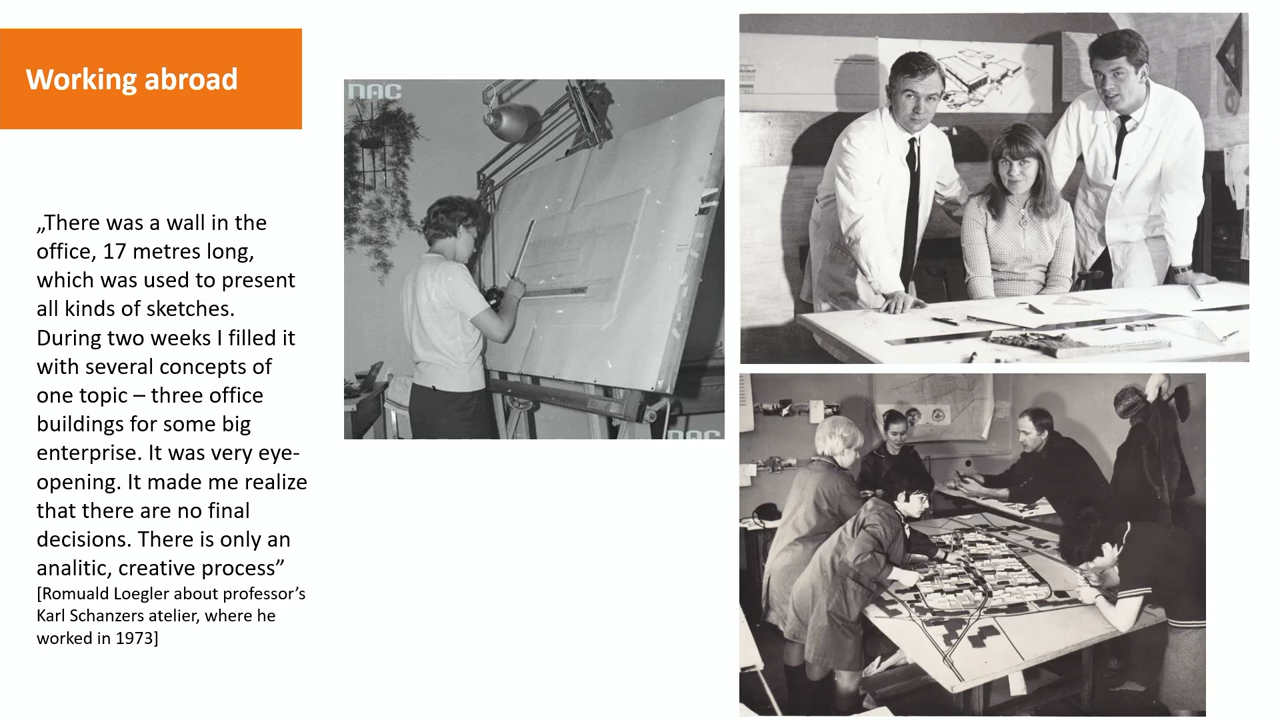 Working abroad
„There was a wall in the
office, 17 metres long,
which was used to present
all kinds of sketches.
During two weeks I filled it
with several concepts of
one topic – three office
buildings for some big
enterprise. It was very eye-
opening. It made me realize
that there are no final
decisions. There is only an
analitic, creative process”
[Romuald Loegler about professor’s
Karl Schanzers atelier, where he
worked in 1973]
nac
nac